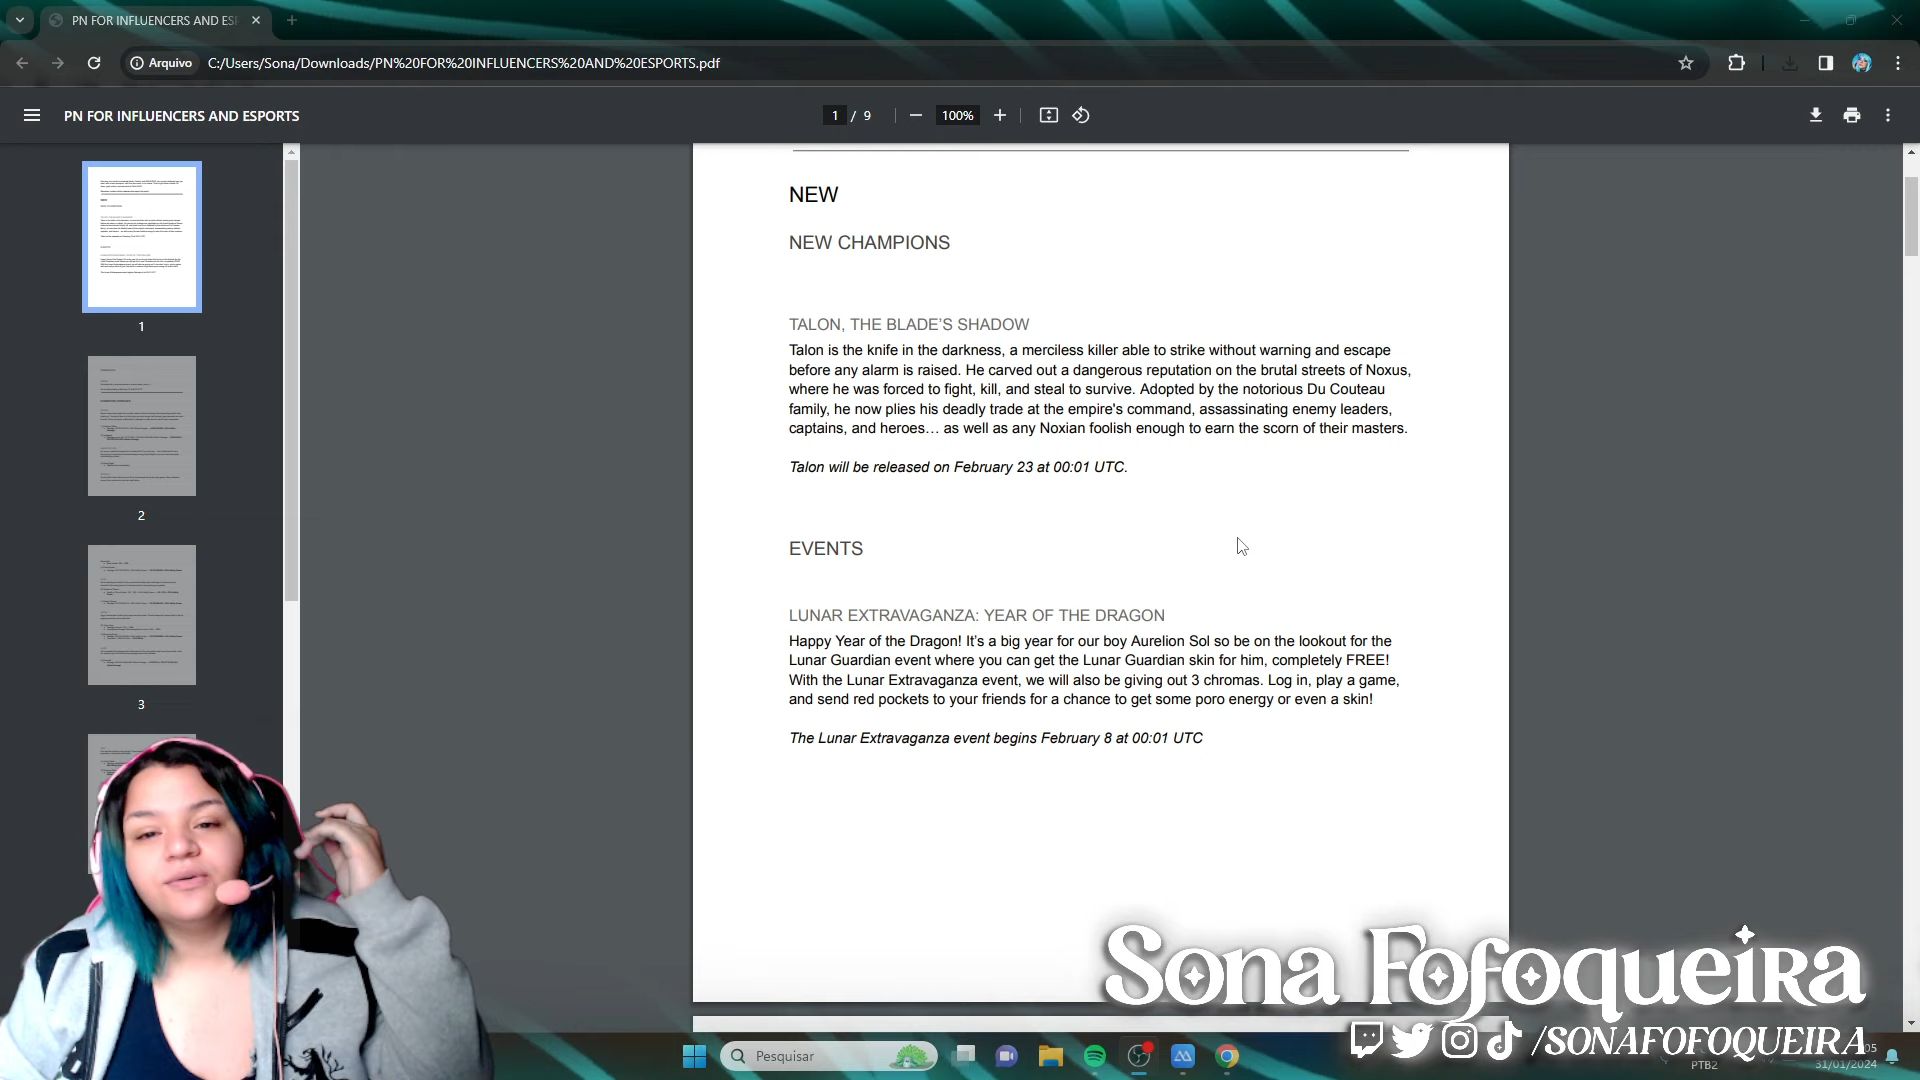 PN FOR INFLUENCERS AND ES
Arquivo C:/Users/Sona/Downloads/PN%20FOR%20INFLUENCERS%20AND%20ESPORTS.pdf
PN FOR INFLUENCERS AND ESPORTS
1 / 9
100%
1
2
3
NEW
NEW CHAMPIONS
TALON, THE BLADE'S SHADOW
Talon is the knife in the darkness, a merciless killer able to strike without warning and escape
before any alarm is raised. He carved out a dangerous reputation on the brutal streets of Noxus,
where he was forced to fight, kill, and steal to survive. Adopted by the notorious Du Couteau
family, he now plies his deadly trade at the empire's command, assassinating enemy leaders,
captains, and heroes… as well as any Noxian foolish enough to earn the scorn of their masters.
Talon will be released on February 23 at 00:01 UTC.
EVENTS
LUNAR EXTRAVAGANZA: YEAR OF THE DRAGON
Happy Year of the Dragon! It's a big year for our boy Aurelion Sol so be on the lookout for the
Lunar Guardian event where you can get the Lunar Guardian skin for him, completely FREE!
With the Lunar Extravaganza event, we will also be giving out 3 chromas. Log in, play a game,
and send red pockets to your friends for a chance to get some poro energy or even a skin!
The Lunar Extravaganza event begins February 8 at 00:01 UTC
Sona Fofoqueira
/SONAFOFOQUEIRA
Pesquisar
PTB2
31/01/2024